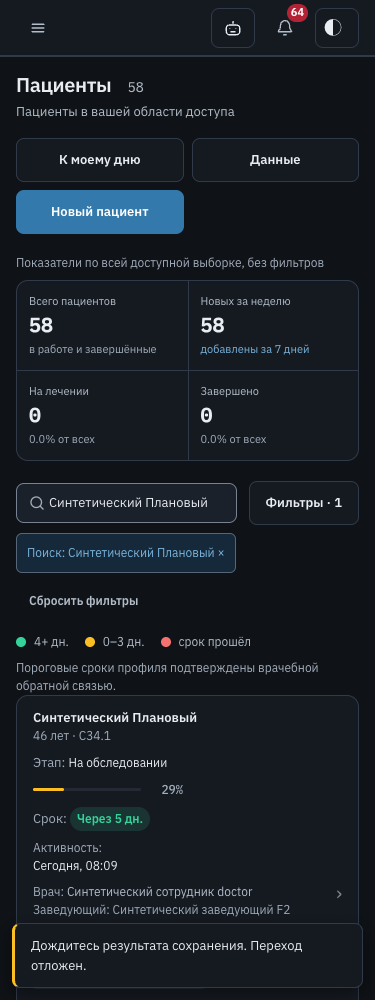 64
Пациенты 58
Пациенты в вашей области доступа
К моему дню Данные
Новый пациент
Показатели по всей доступной выборке, без фильтров
Всего пациентов Новых за неделю
58 58
в работе и завершённые добавлены за 7 дней
На лечении Завершено
0 0
0.0% от всех 0.0% от всех
Синтетический Плановый Фильтры · 1
Поиск: Синтетический Плановый ×
Сбросить фильтры
4+ дн. 0–3 дн. срок прошёл
Пороговые сроки профиля подтверждены врачебной
обратной связью.
Синтетический Плановый
46 лет · C34.1
Этап: На обследовании
29%
Срок: Через 5 дн.
Активность:
Сегодня, 08:09
Врач: Синтетический сотрудник doctor
Заведующий: Синтетический заведующий F2
Дождитесь результата сохранения. Переход
отложен.